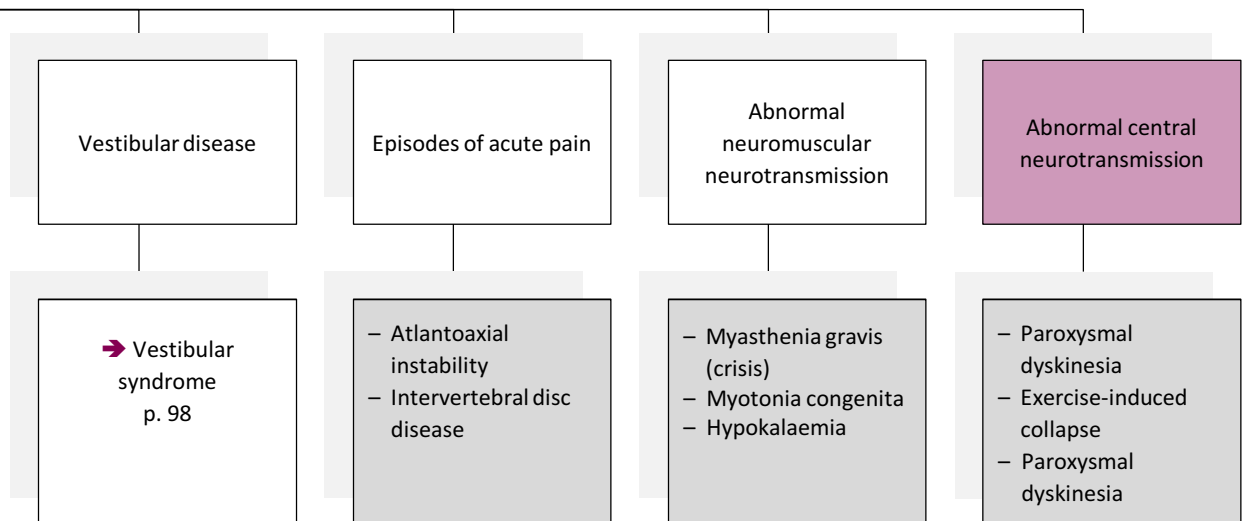 Vestibular disease
Episodes of acute pain
Abnormal
neuromuscular
neurotransmission
Abnormal central
neurotransmission
➔ Vestibular
syndrome
p. 98
– Atlantoaxial
instability
– Intervertebral disc
disease
– Myasthenia gravis
(crisis)
– Myotonia congenita
– Hypokalaemia
– Paroxysmal
dyskinesia
– Exercise-induced
collapse
– Paroxysmal
dyskinesia